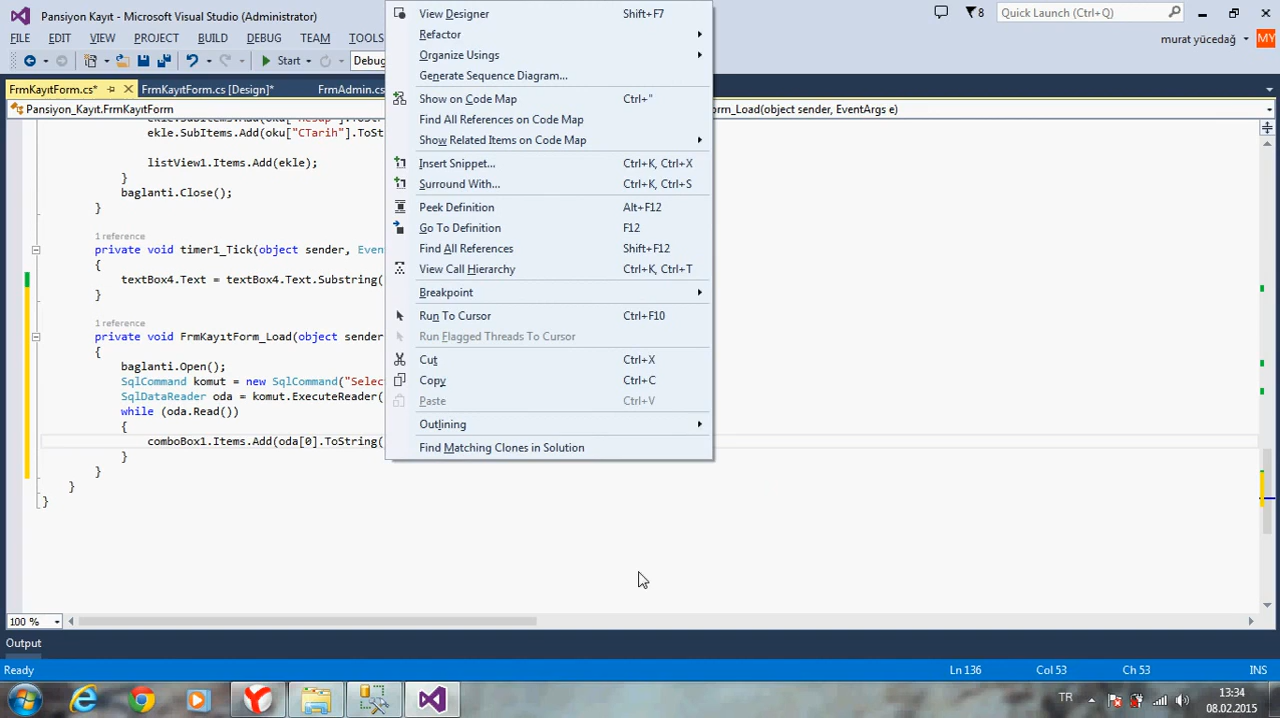 Pansiyon Kayıt - Microsoft Visual Studio (Administrator)
8
Quick Launch (Ctrl+Q)
FILE EDIT VIEW PROJECT BUILD DEBUG TEAM TOOLS
murat yücedağ
MY
Start
Debug
FrmKayıtForm.cs*
FrmKayıtForm.cs [Design]*
FrmAdmin.cs
Pansiyon_Kayıt.FrmKayıtForm
orm_Load(object sender, EventArgs e)
ekle.SubItems.Add(oku["CTarih"].ToStr
listView1.Items.Add(ekle);
}
baglanti.Close();
}
1 reference
private void timer1_Tick(object sender, Even
{
textBox4.Text = textBox4.Text.Substring(
}
1 reference
private void FrmKayıtForm_Load(object sender
{
baglanti.Open();
SqlCommand komut = new SqlCommand("Selec
SqlDataReader oda = komut.ExecuteReader(
while (oda.Read())
{
comboBox1.Items.Add(oda[0].ToString(
}
}
}
}
View Designer Shift+F7
Refactor
Organize Usings
Generate Sequence Diagram...
Show on Code Map Ctrl+"
Find All References on Code Map
Show Related Items on Code Map
Insert Snippet... Ctrl+K, Ctrl+X
Surround With... Ctrl+K, Ctrl+S
Peek Definition Alt+F12
Go To Definition F12
Find All References Shift+F12
View Call Hierarchy Ctrl+K, Ctrl+T
Breakpoint
Run To Cursor Ctrl+F10
Run Flagged Threads To Cursor
Cut Ctrl+X
Copy Ctrl+C
Paste Ctrl+V
Outlining
Find Matching Clones in Solution
100 %
Output
Ready
Ln 136 Col 53 Ch 53 INS
TR
13:34
08.02.2015